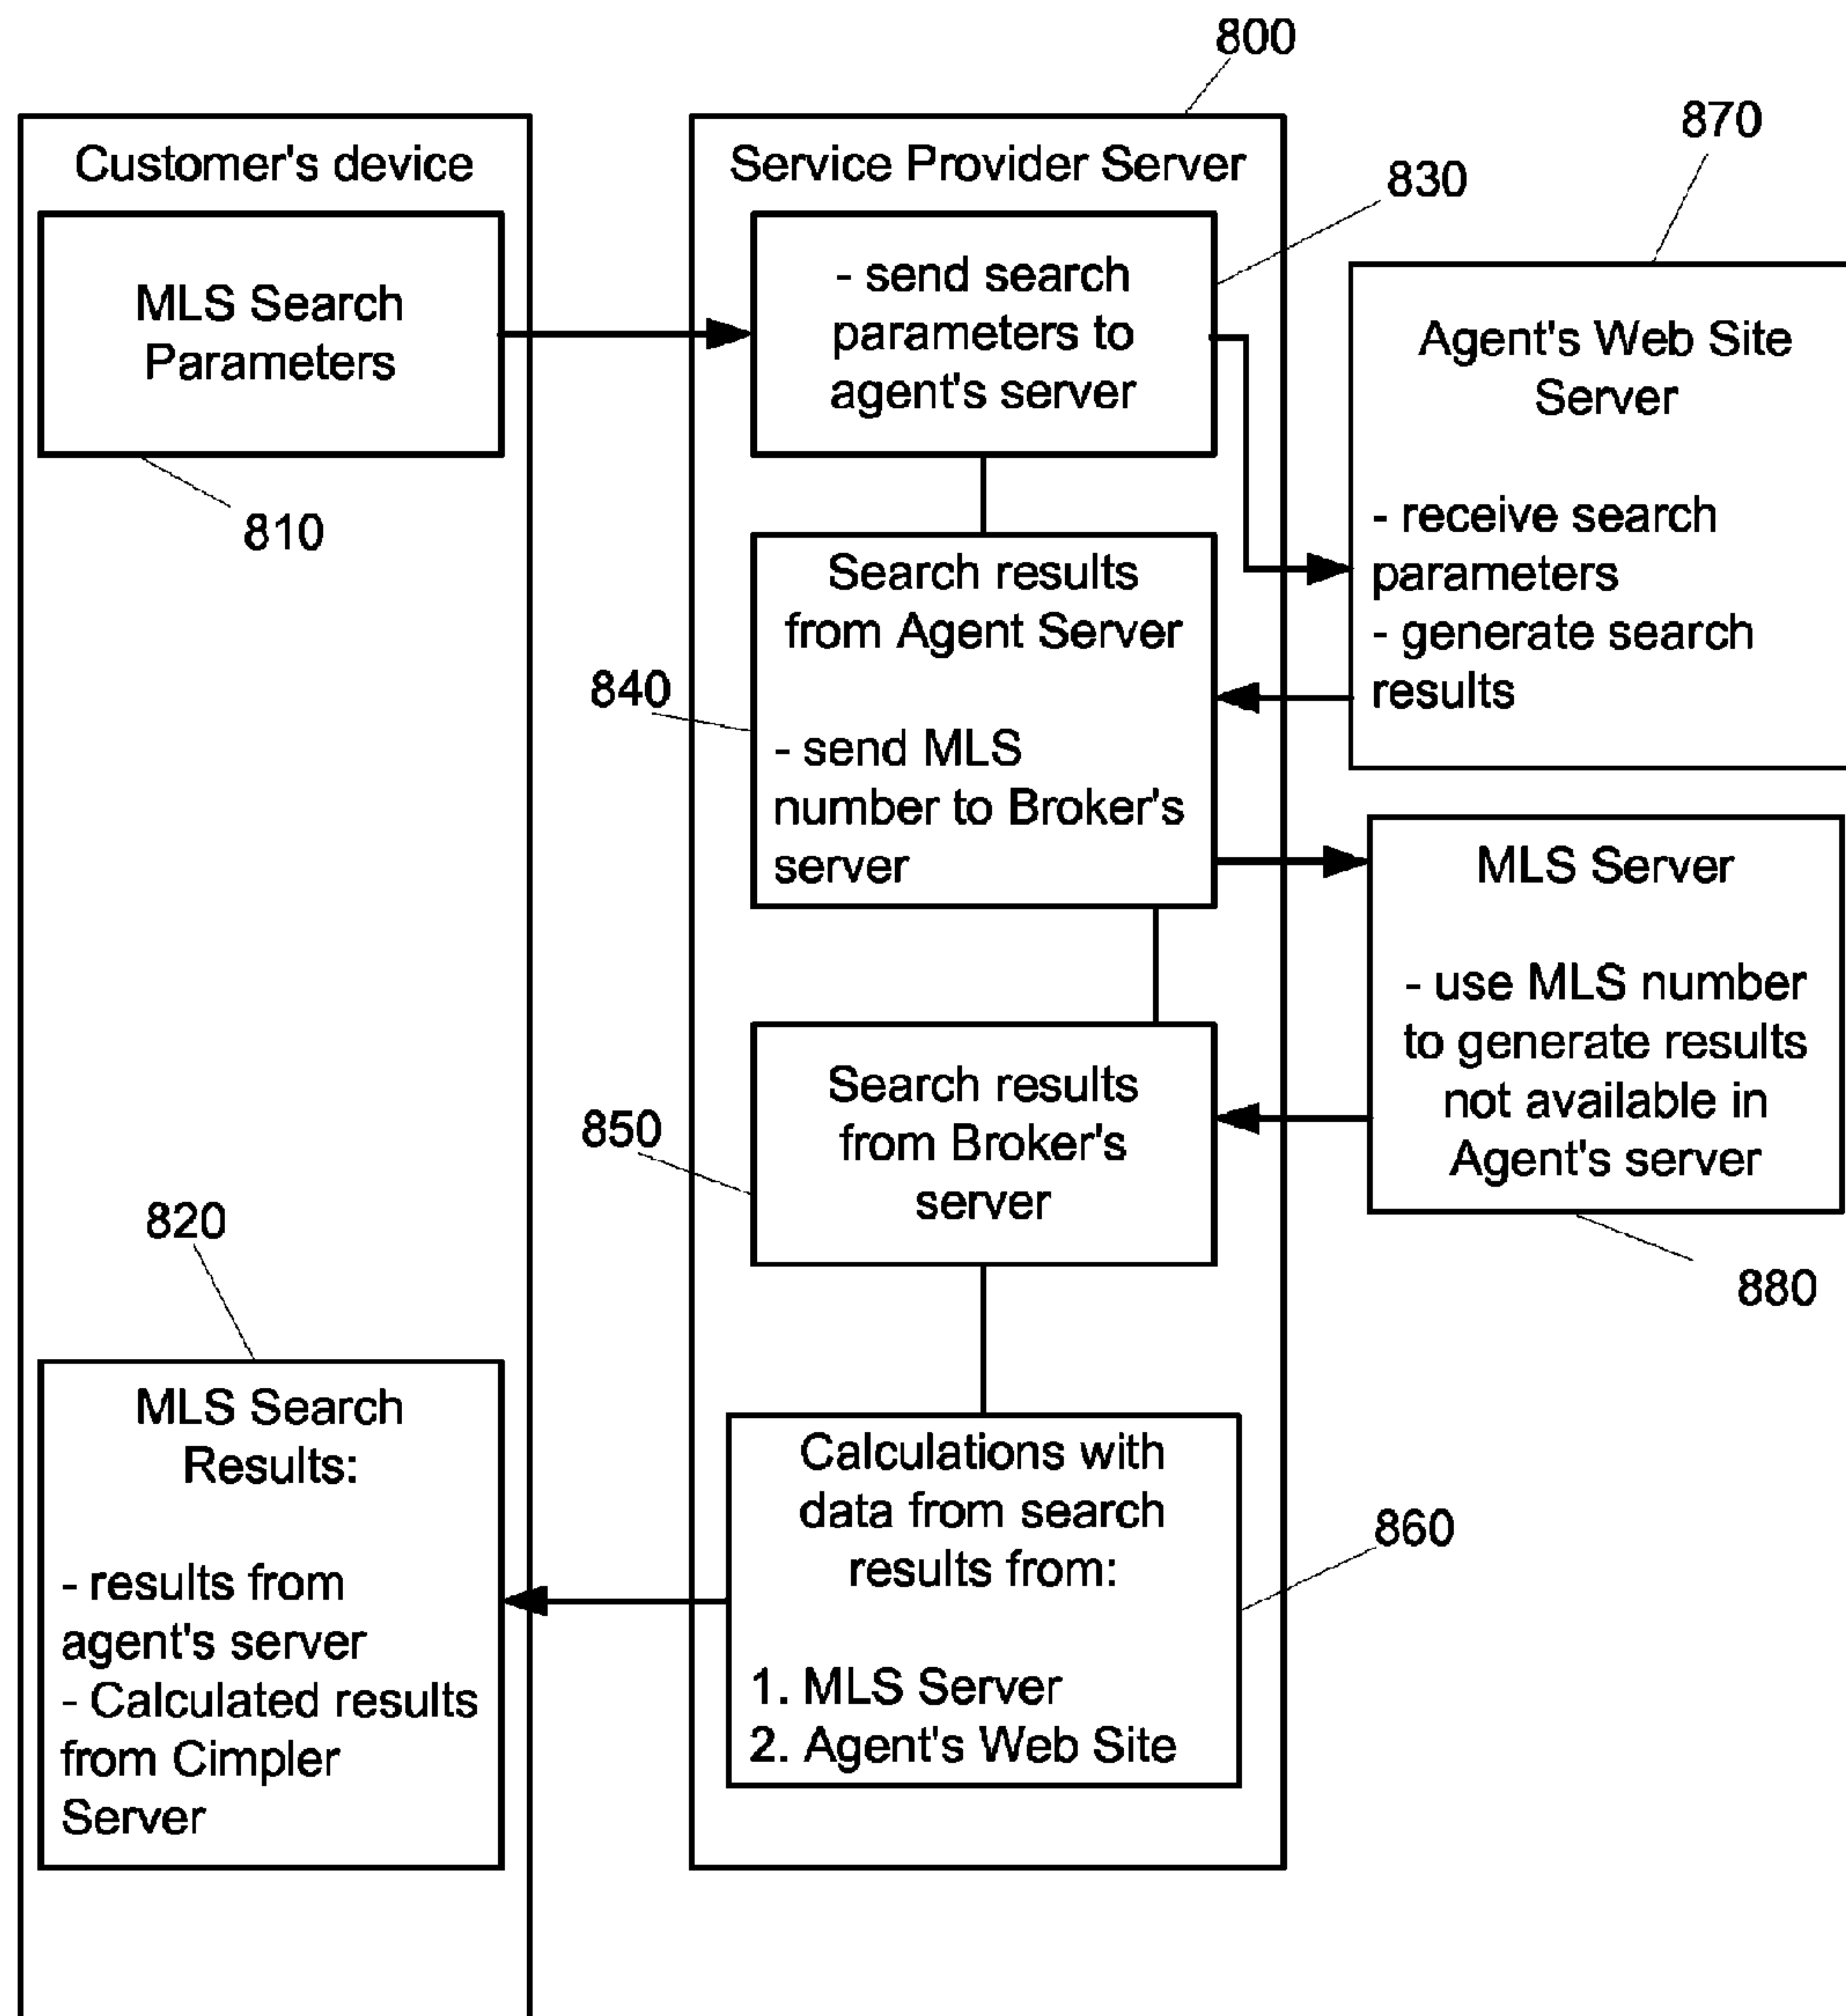 800
Customer's device
MLS Search
Parameters
810
Service Provider Server
- send search
parameters to
agent's server
830
870
Agent's Web Site
Server
- receive search
parameters
- generate search
results
Search results
from Agent Server
- send MLS
number to Broker's
server
840
MLS Server
- use MLS number
to generate results
not available in
Agent's server
880
Search results
from Broker's
server
850
820
MLS Search
Results:
- results from
agent's server
- Calculated results
from Cimpler
Server
Calculations with
data from search
results from:
1. MLS Server
2. Agent's Web Site
860